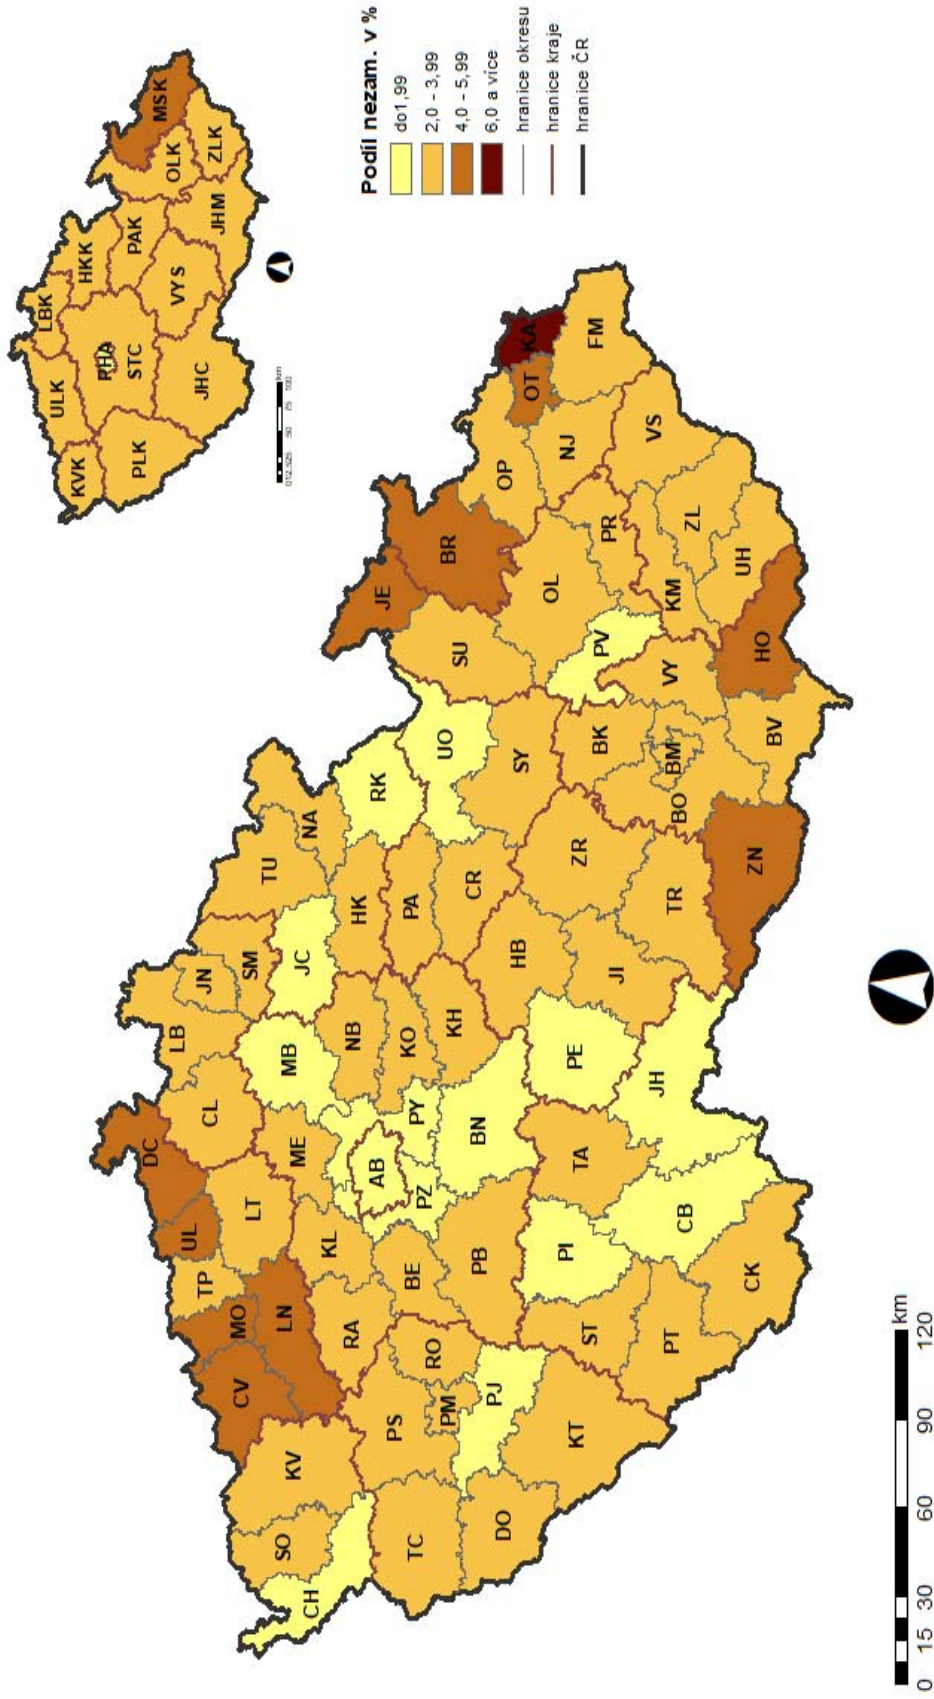 KVK
ULK
LBK
HKK
PHA
STC
PLK
JHC
PAK
VYS
OLK
MSK
ZLK
JHM
km
50
75
100
Podíl nezam. v %
do1,99
2,0 - 3,99
4,0 - 5,99
6,0 a více
hranice okresu
hranice kraje
hranice ČR
CH
SO
KV
CV
MO
TP
UL
DC
LN
LT
CL
LB
JN
SM
TU
NA
JC
MB
ME
KL
RA
TC
PS
PM
RO
BE
AB
PZ
PY
NB
KO
HK
PA
RK
UO
DO
PJ
PB
BN
KH
CR
SY
SU
JE
BR
KT
ST
PI
TA
PE
HB
ZR
BK
PV
OL
OP
OT
KA
PT
CB
JH
JI
TR
BO
BM
VY
KM
PR
NJ
FM
CK
ZN
BV
HO
UH
ZL
VS
0 15 30 60 90 120
km